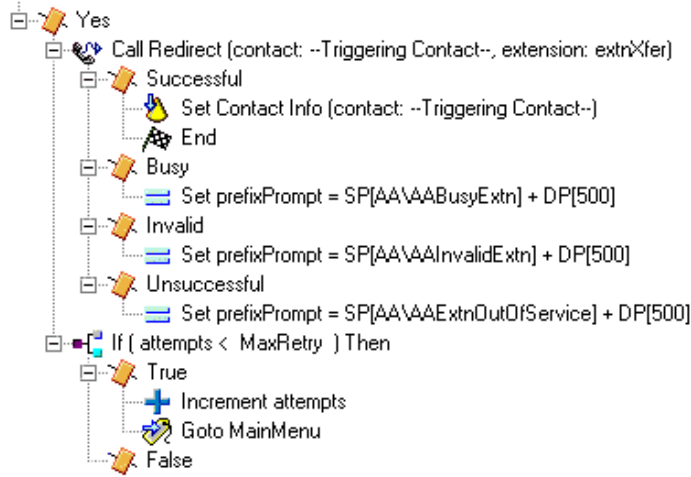 Yes
Call Redirect (contact: --Triggering Contact--, extension: extnXfer)
Successful
Set Contact Info (contact: --Triggering Contact--)
End
Busy
Set prefixPrompt = SP[AA\AABusyExtn] + DP[500]
Invalid
Set prefixPrompt = SP[AA\AAInvalidExtn] + DP[500]
Unsuccessful
Set prefixPrompt = SP[AA\AAExtnOutOfService] + DP[500]
If ( attempts < MaxRetry ) Then
True
Increment attempts
Goto MainMenu
False